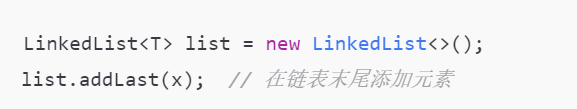 LinkedList<T> list = new LinkedList<>();
list.addLast(x);  // 在链表末尾添加元素